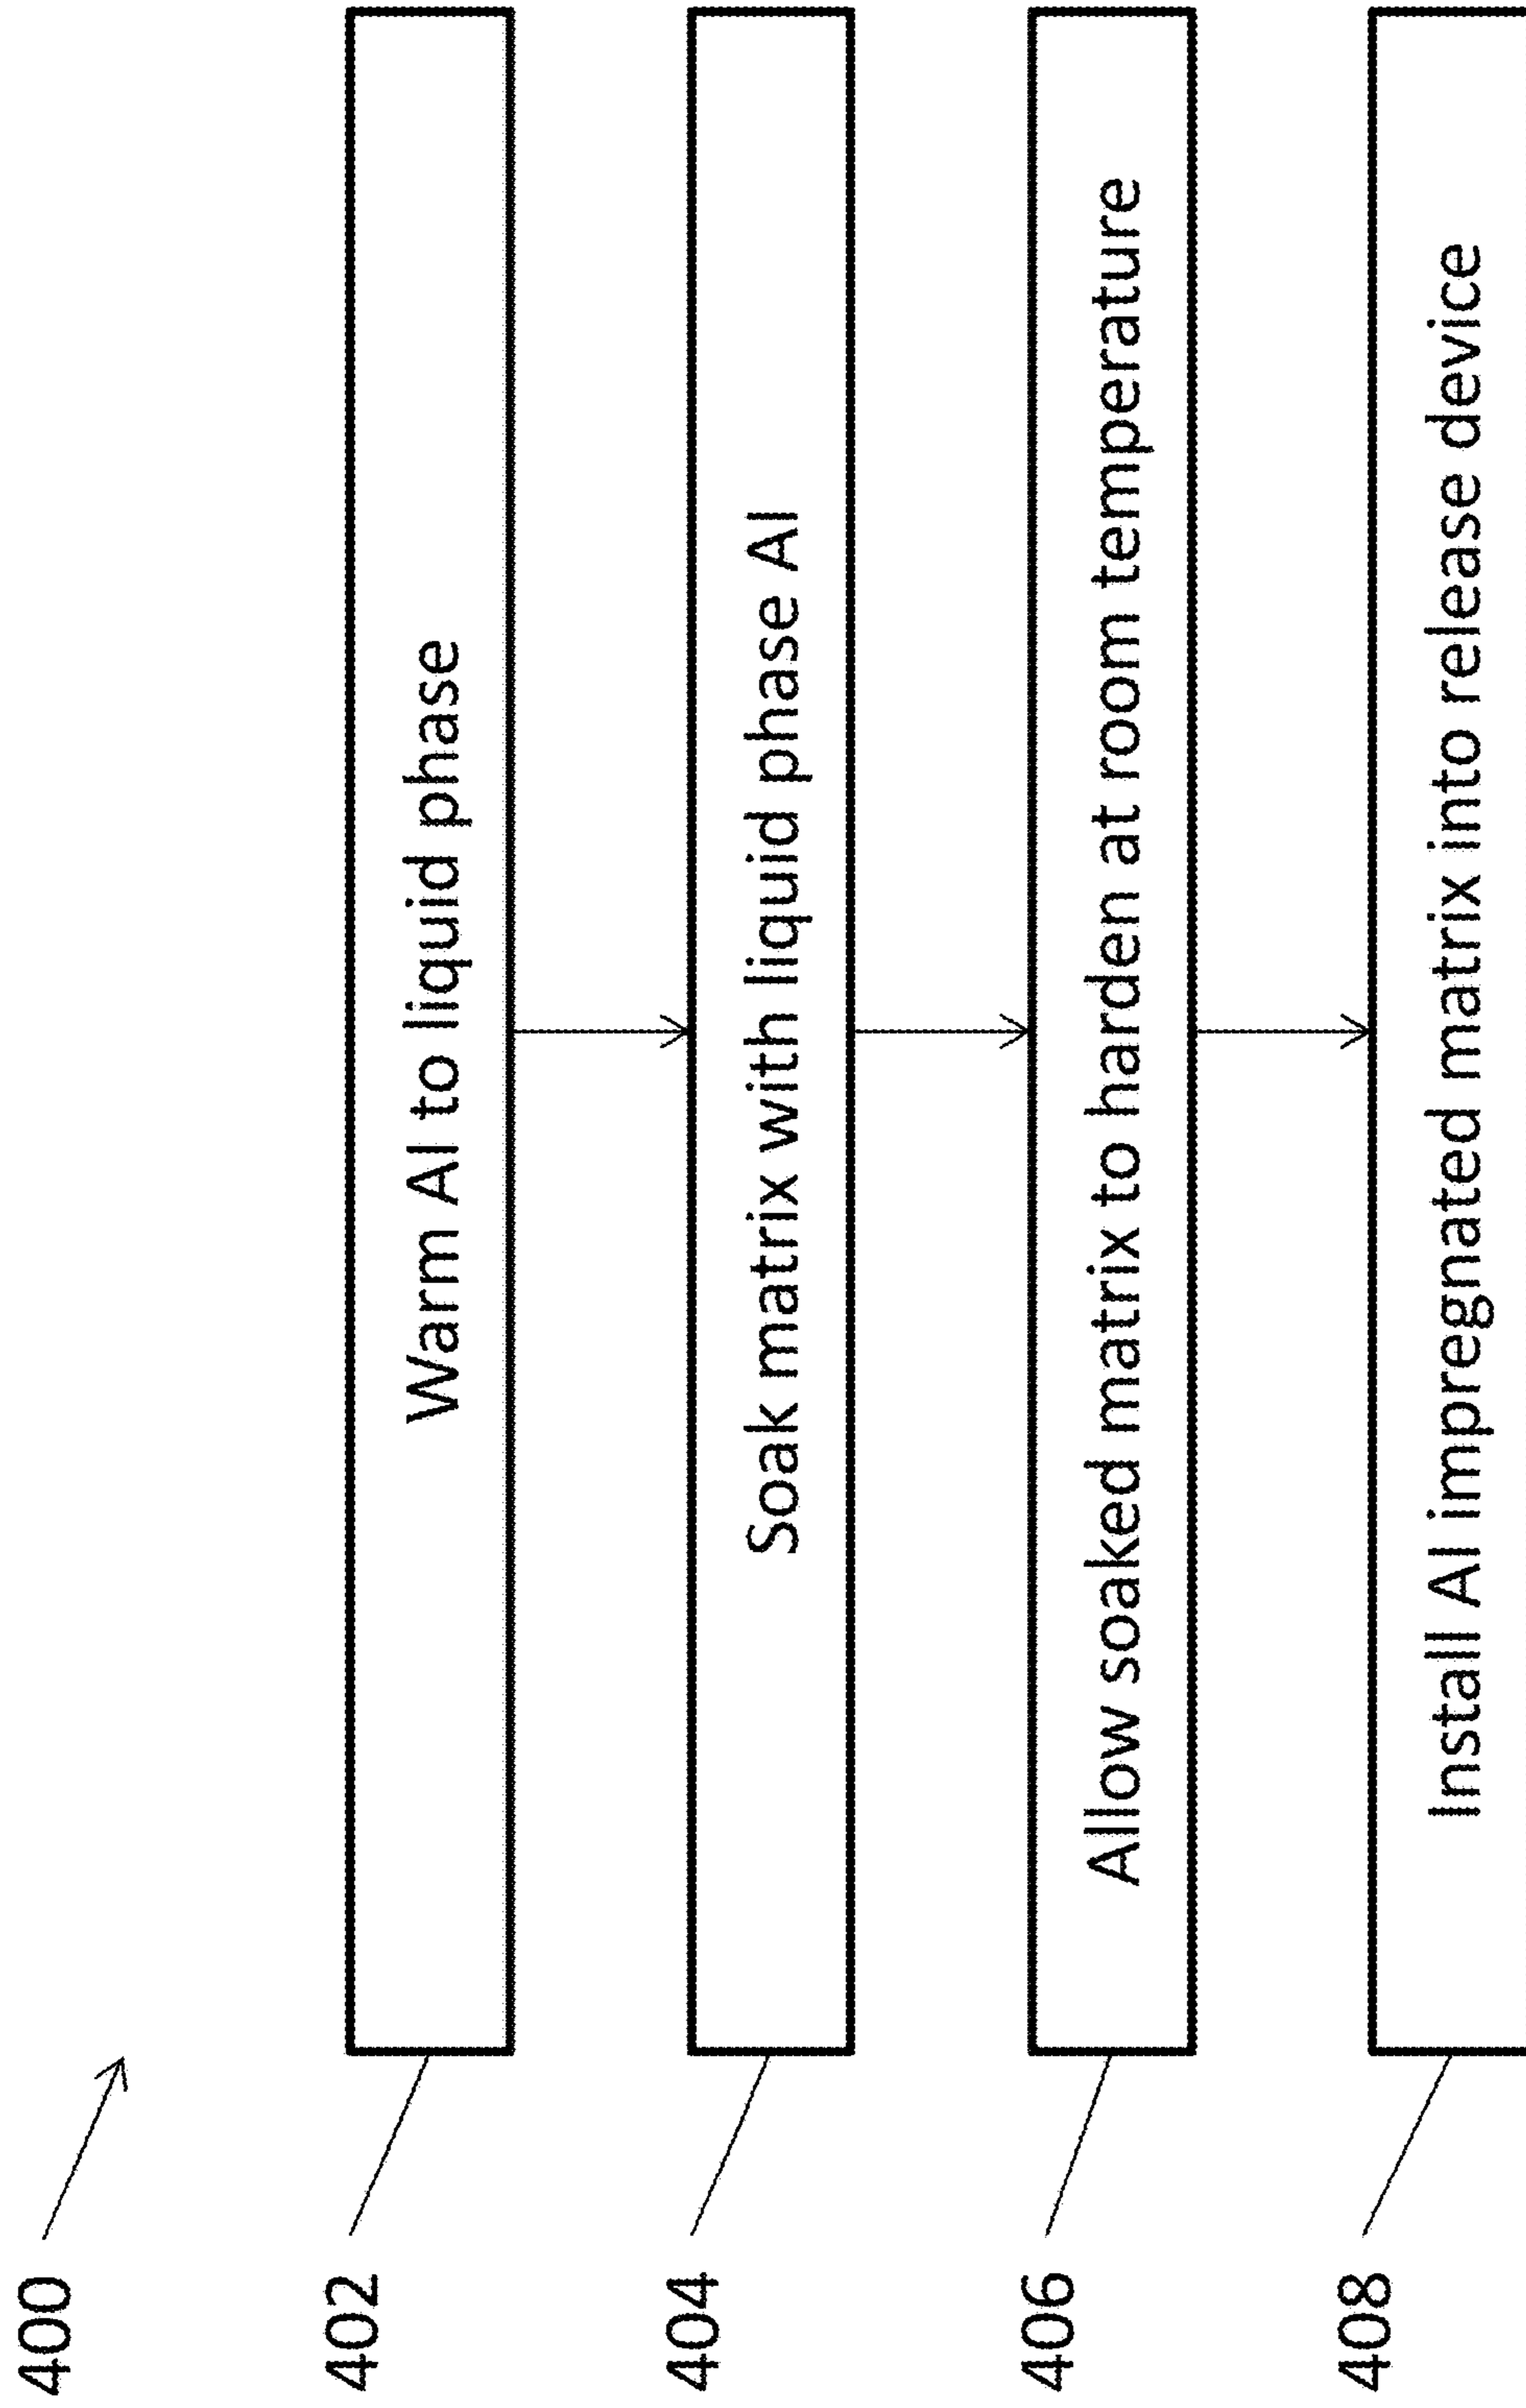 400
402
Warm AI to liquid phase
404
Soak matrix with liquid phase AI
406
Allow soaked matrix to harden at room temperature
408
Install AI impregnated matrix into release device